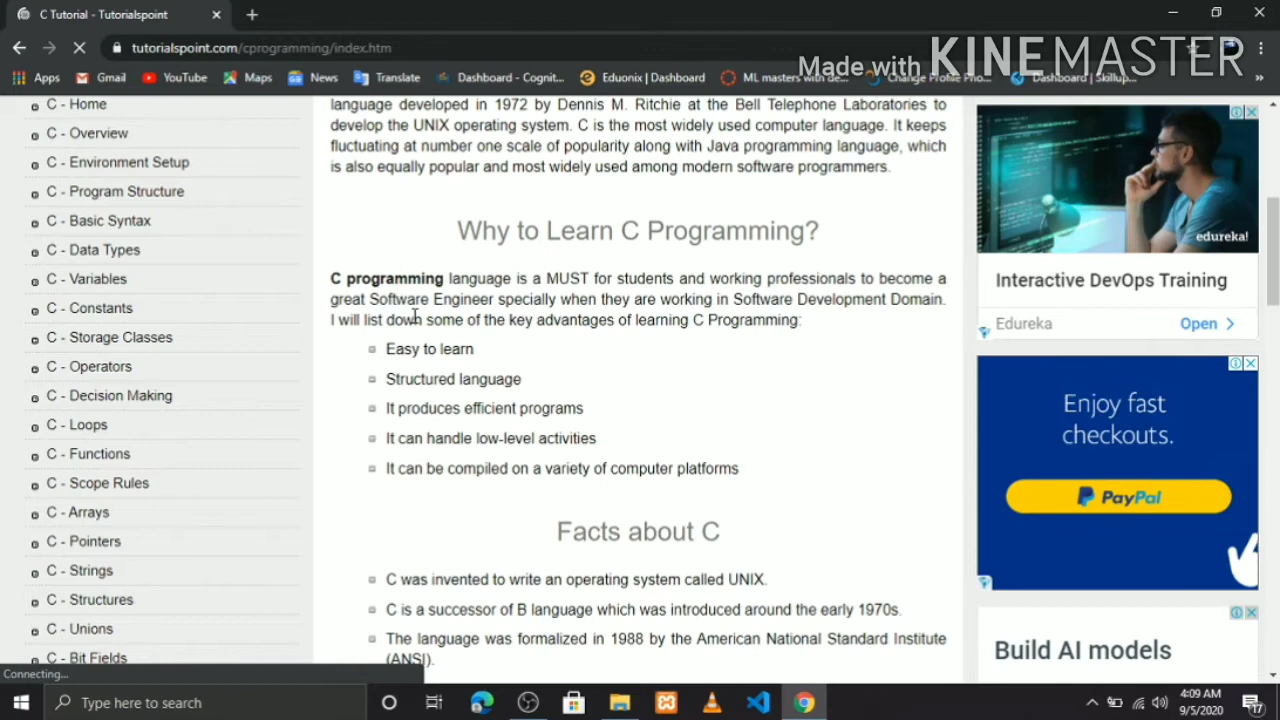 C Tutorial - Tutorialspoint
tutorialspoint.com/cprogramming/index.htm
Made with KINEMASTER
Apps Gmail YouTube Maps News Translate Dashboard - Cognit... Eduonix | Dashboard ML masters with de... Change Profile Pho... Dashboard | Skillup...
C - Home
C - Overview
C - Environment Setup
C - Program Structure
C - Basic Syntax
C - Data Types
C - Variables
C - Constants
C - Storage Classes
C - Operators
C - Decision Making
C - Loops
C - Functions
C - Scope Rules
C - Arrays
C - Pointers
C - Strings
C - Structures
C - Unions
C - Bit Fields
language developed in 1972 by Dennis M. Ritchie at the Bell Telephone Laboratories to
develop the UNIX operating system. C is the most widely used computer language. It keeps
fluctuating at number one scale of popularity along with Java programming language, which
is also equally popular and most widely used among modern software programmers.
Why to Learn C Programming?
C programming language is a MUST for students and working professionals to become a
great Software Engineer specially when they are working in Software Development Domain.
I will list down some of the key advantages of learning C Programming:
Easy to learn
Structured language
It produces efficient programs
It can handle low-level activities
It can be compiled on a variety of computer platforms
Facts about C
C was invented to write an operating system called UNIX.
C is a successor of B language which was introduced around the early 1970s.
The language was formalized in 1988 by the American National Standard Institute
(ANSI).
edureka!
Interactive DevOps Training
Edureka Open
Enjoy fast
checkouts.
PayPal
Build AI models
Connecting...
Type here to search
4:09 AM
9/5/2020
17